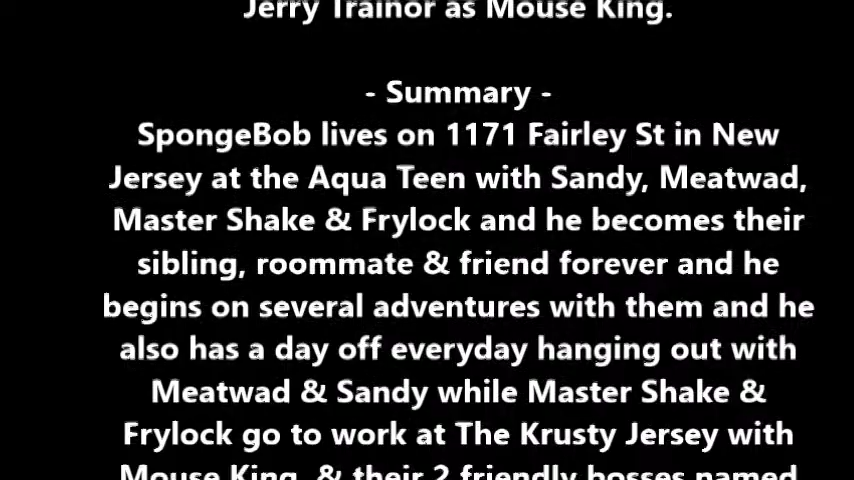 Jerry Trainor as Mouse King.
- Summary -
SpongeBob lives on 1171 Fairley St in New
Jersey at the Aqua Teen with Sandy, Meatwad,
Master Shake & Frylock and he becomes their
sibling, roommate & friend forever and he
begins on several adventures with them and he
also has a day off everyday hanging out with
Meatwad & Sandy while Master Shake &
Frylock go to work at The Krusty Jersey with
Mouse King, & their 2 friendly bosses named